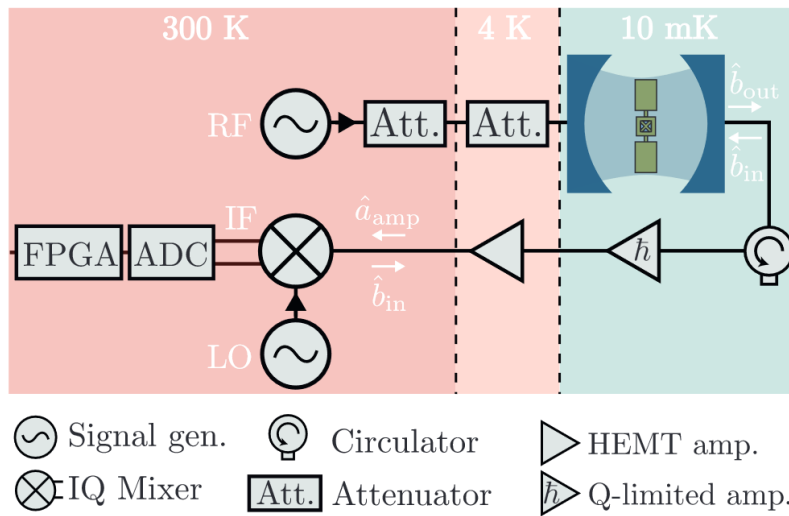 300 K 4 K 10 mK
RF Att. Att. b̂out
b̂in
IF âamp
FPGA ADC ħ
b̂in
LO
Signal gen. Circulator HEMT amp.
IQ Mixer Att. Attenuator ħ Q-limited amp.